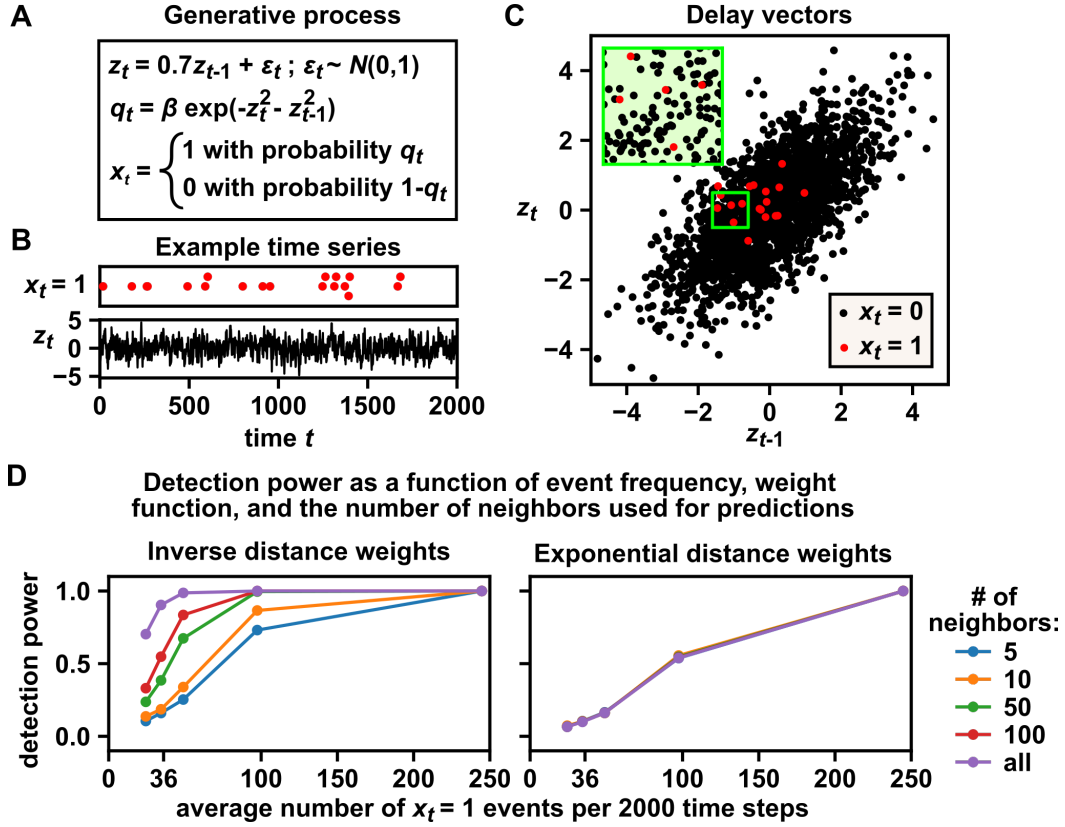 A
Generative process
z_t = 0.7z_{t-1} + ε_t ; ε_t ~ N(0,1)
q_t = β exp(-z_t^2 - z_{t-1}^2)
x_t = { 1 with probability q_t
0 with probability 1-q_t
B
Example time series
x_t = 1
z_t
5
0
−5
0 500 1000 1500 2000
time t
C
Delay vectors
4
2
z_t 0
−2
−4
x_t = 0
x_t = 1
−4 −2 0 2 4
z_{t-1}
D
Detection power as a function of event frequency, weight
function, and the number of neighbors used for predictions
Inverse distance weights
Exponential distance weights
detection power
1.0
0.5
0.0
0 36 100 150 200 250
0 36 100 150 200 250
average number of x_t = 1 events per 2000 time steps
# of
neighbors:
5
10
50
100
all